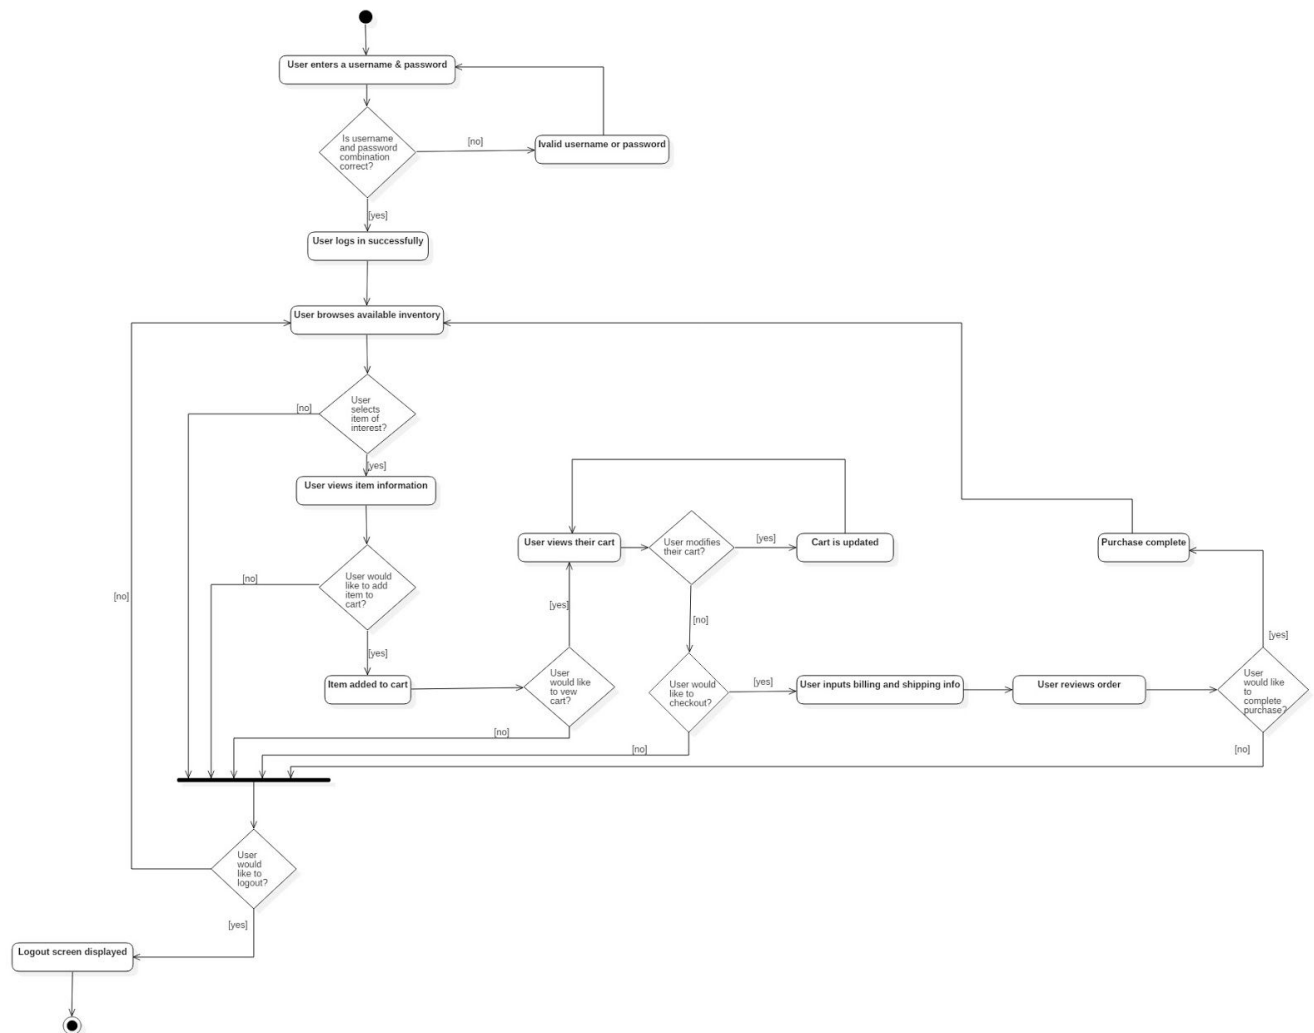 User enters a username & password
Is username
and password
combination
correct?
[no]
Ivalid username or password
[yes]
User logs in successfully
User browses available inventory
User
selects
item of
interest?
[no]
[yes]
User views item information
User would
like to add
item to
cart?
[no]
[yes]
Item added to cart
User
would like
to vew
cart?
[yes]
[no]
User views their cart
User modifies
their cart?
[yes]
Cart is updated
[no]
User would
like to
checkout?
[yes]
[no]
User inputs billing and shipping info
User reviews order
User
would like
to
complete
purchase?
[yes]
[no]
Purchase complete
[no]
User
would
like to
logout?
[yes]
Logout screen displayed